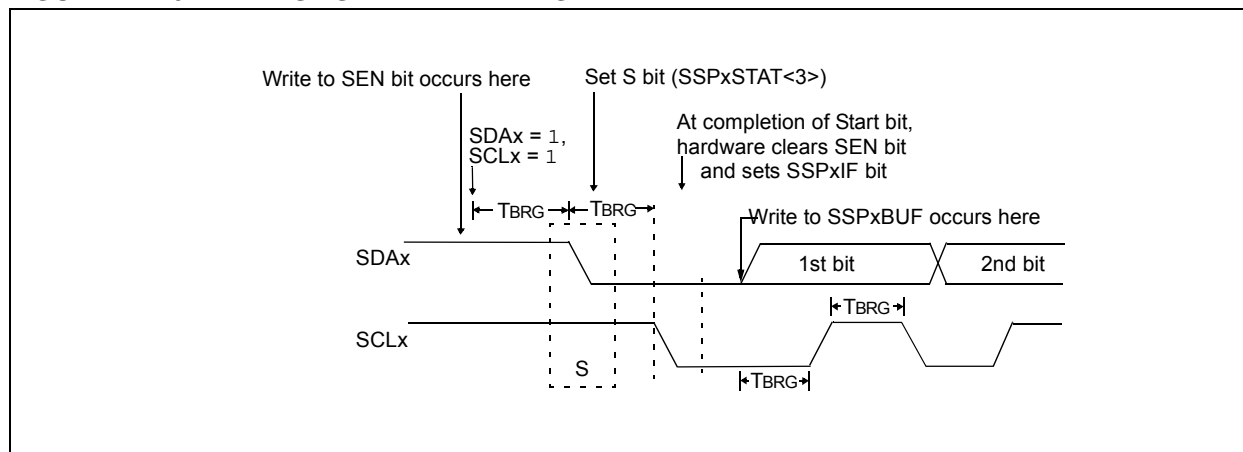 Write to SEN bit occurs here
Set S bit (SSPxSTAT<3>)
SDAx = 1,
SCLx = 1
At completion of Start bit,
hardware clears SEN bit
and sets SSPxIF bit
TBRG
TBRG
Write to SSPxBUF occurs here
SDAx
1st bit
2nd bit
TBRG
SCLx
S
TBRG